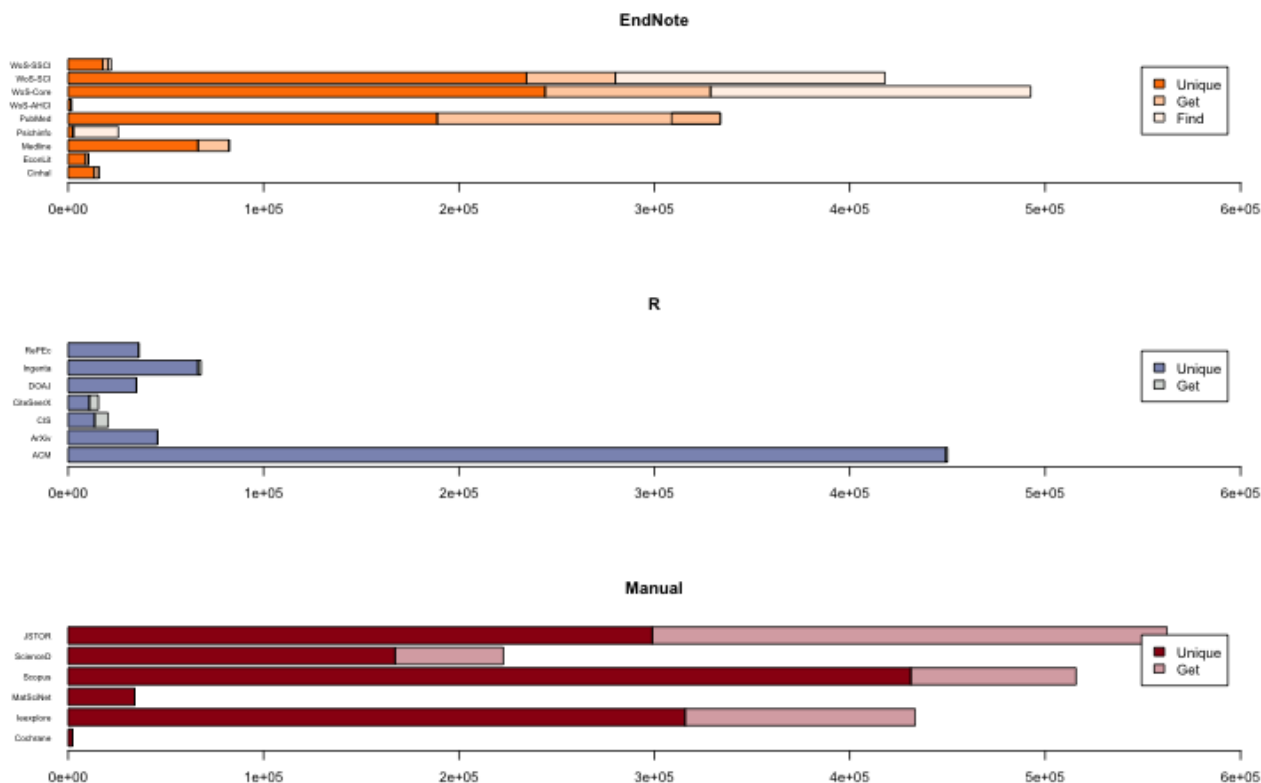 EndNote
WoS-SSCI
WoS-SCI
WoS-Core
WoS-AHCI
PubMed
Psichinfo
Medline
EconLit
Cinhal
Unique
Get
Find
0e+00 1e+05 2e+05 3e+05 4e+05 5e+05 6e+05
R
RePEc
Ingenta
DOAJ
CiteSeerX
CIS
ArXiv
ACM
Unique
Get
0e+00 1e+05 2e+05 3e+05 4e+05 5e+05 6e+05
Manual
JSTOR
ScienceD
Scopus
MatSciNet
Ieexplore
Cochrane
Unique
Get
0e+00 1e+05 2e+05 3e+05 4e+05 5e+05 6e+05